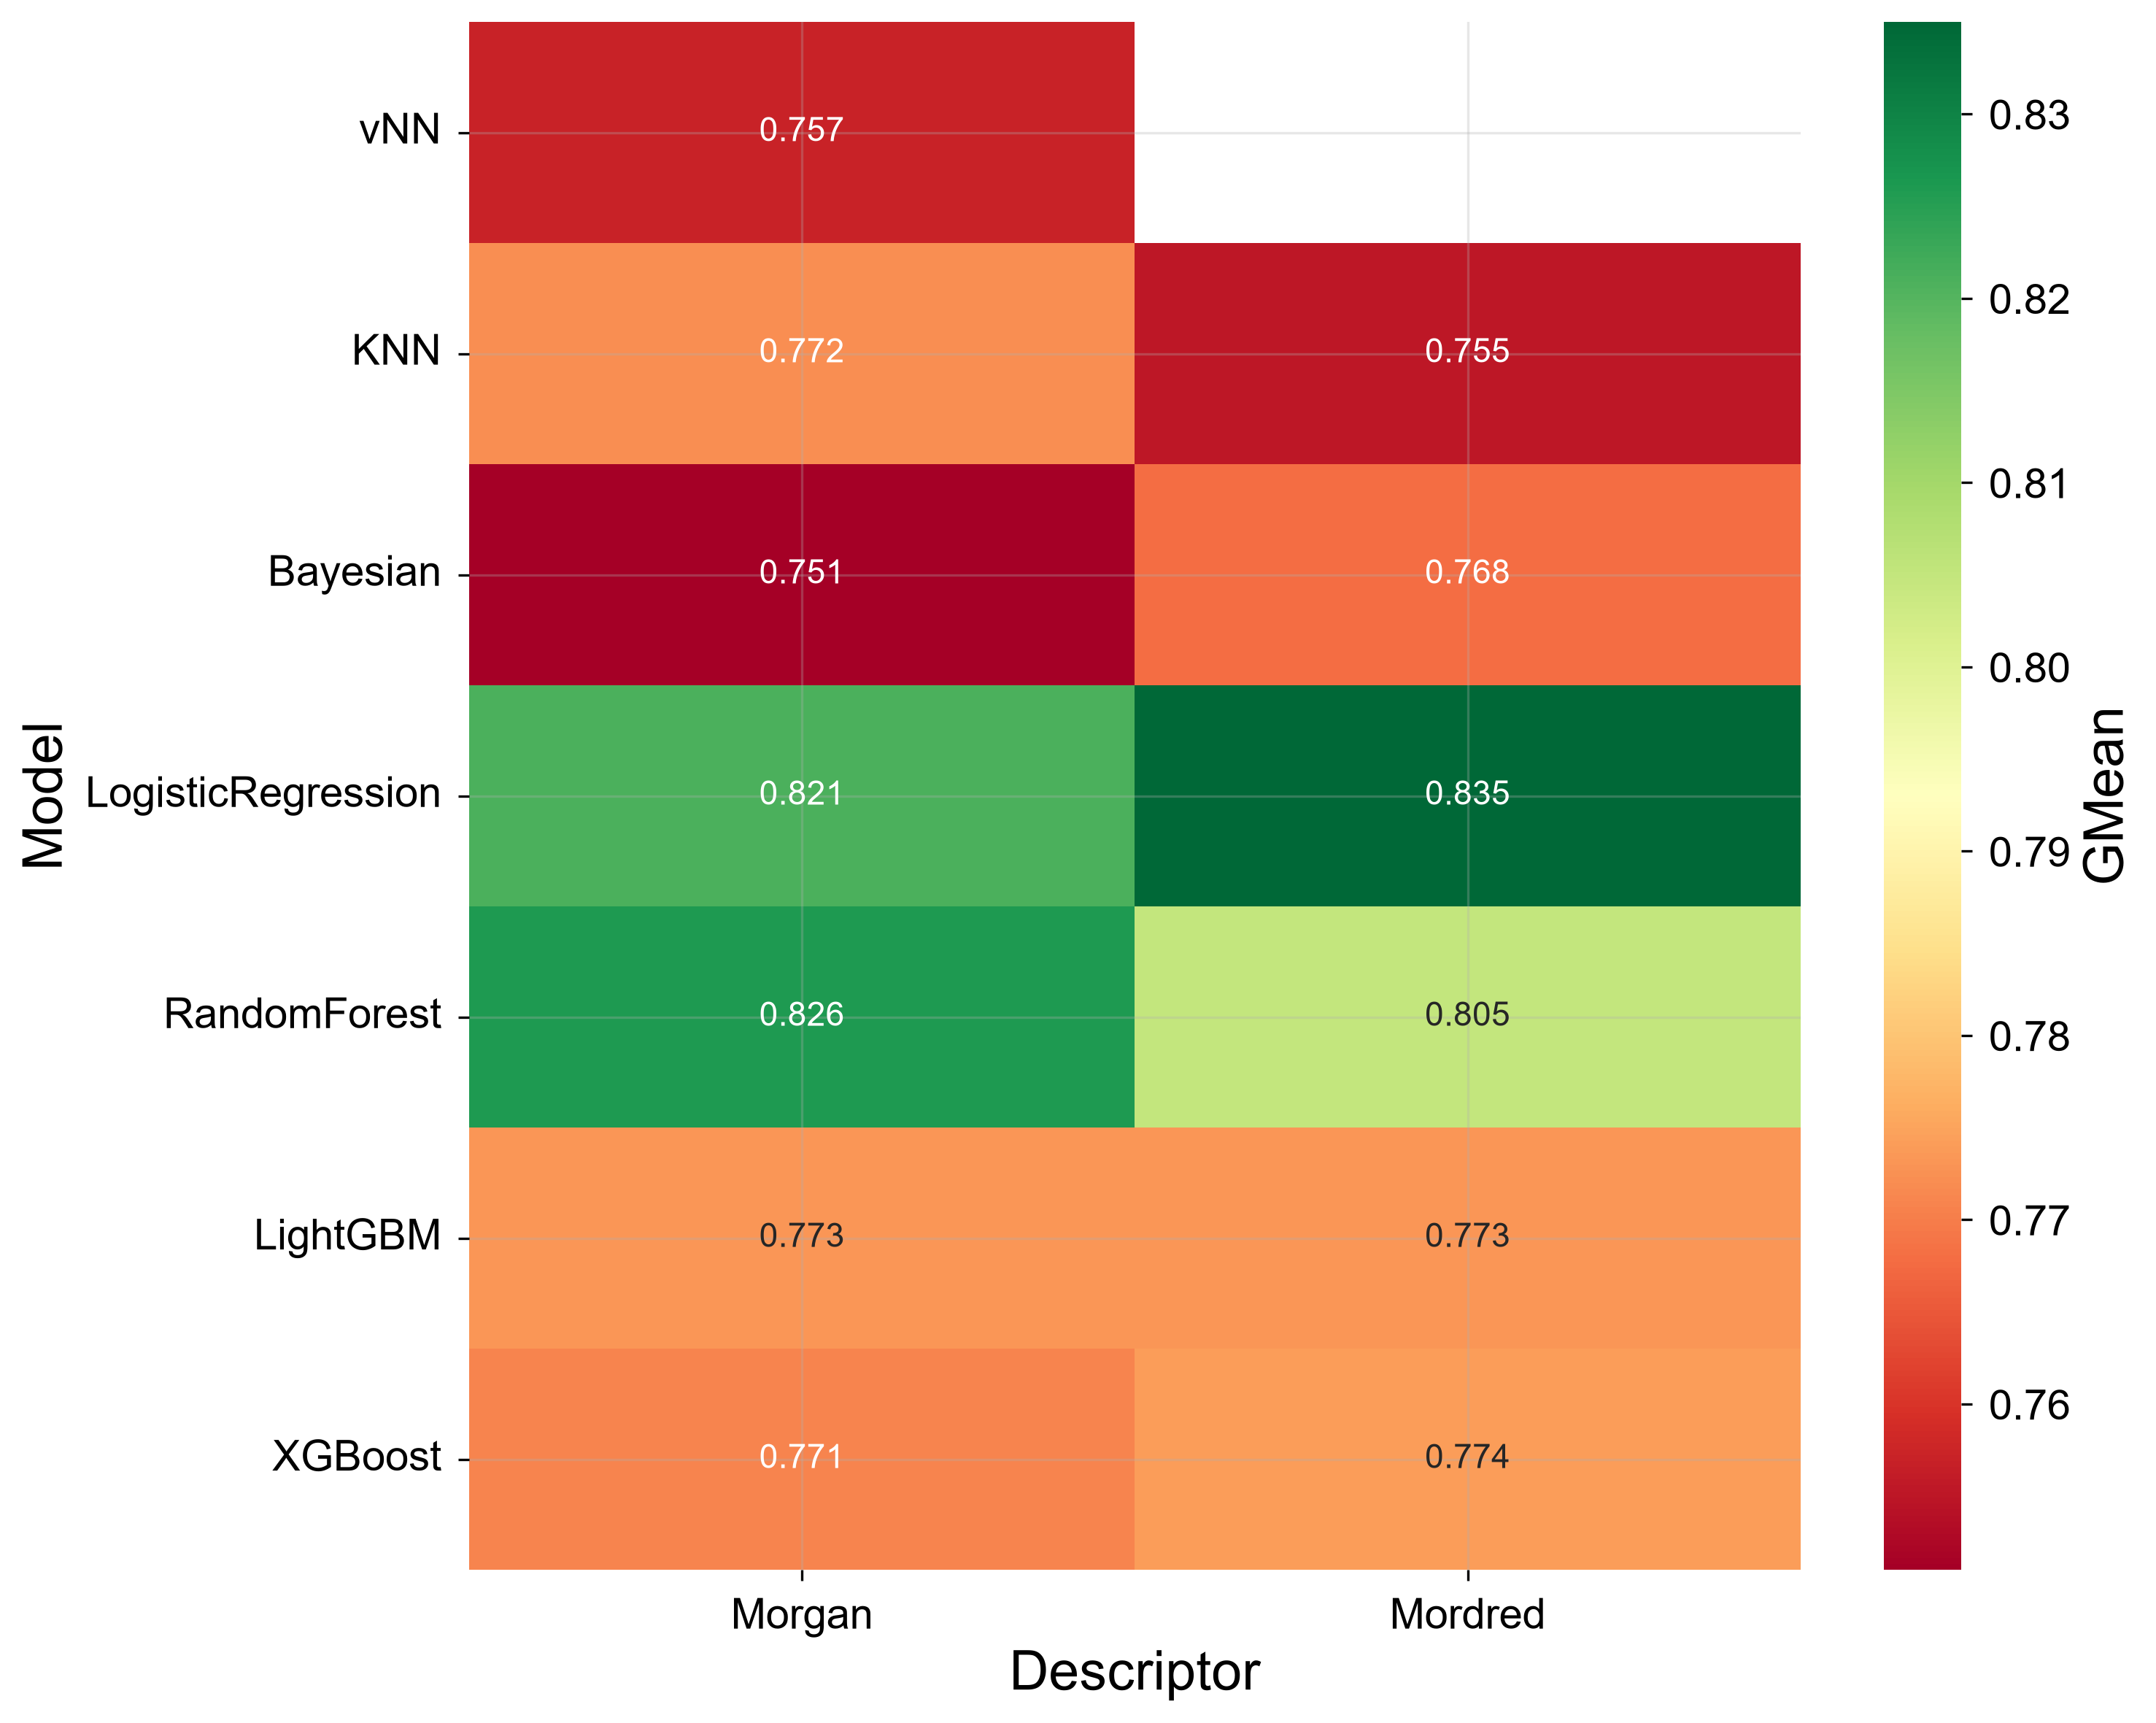 Model
vNN 0.757
KNN 0.772 0.755
Bayesian 0.751 0.768
LogisticRegression 0.821 0.835
RandomForest 0.826 0.805
LightGBM 0.773 0.773
XGBoost 0.771 0.774
Morgan Mordred
Descriptor
0.83
0.82
0.81
0.80
0.79
0.78
0.77
0.76
GMean